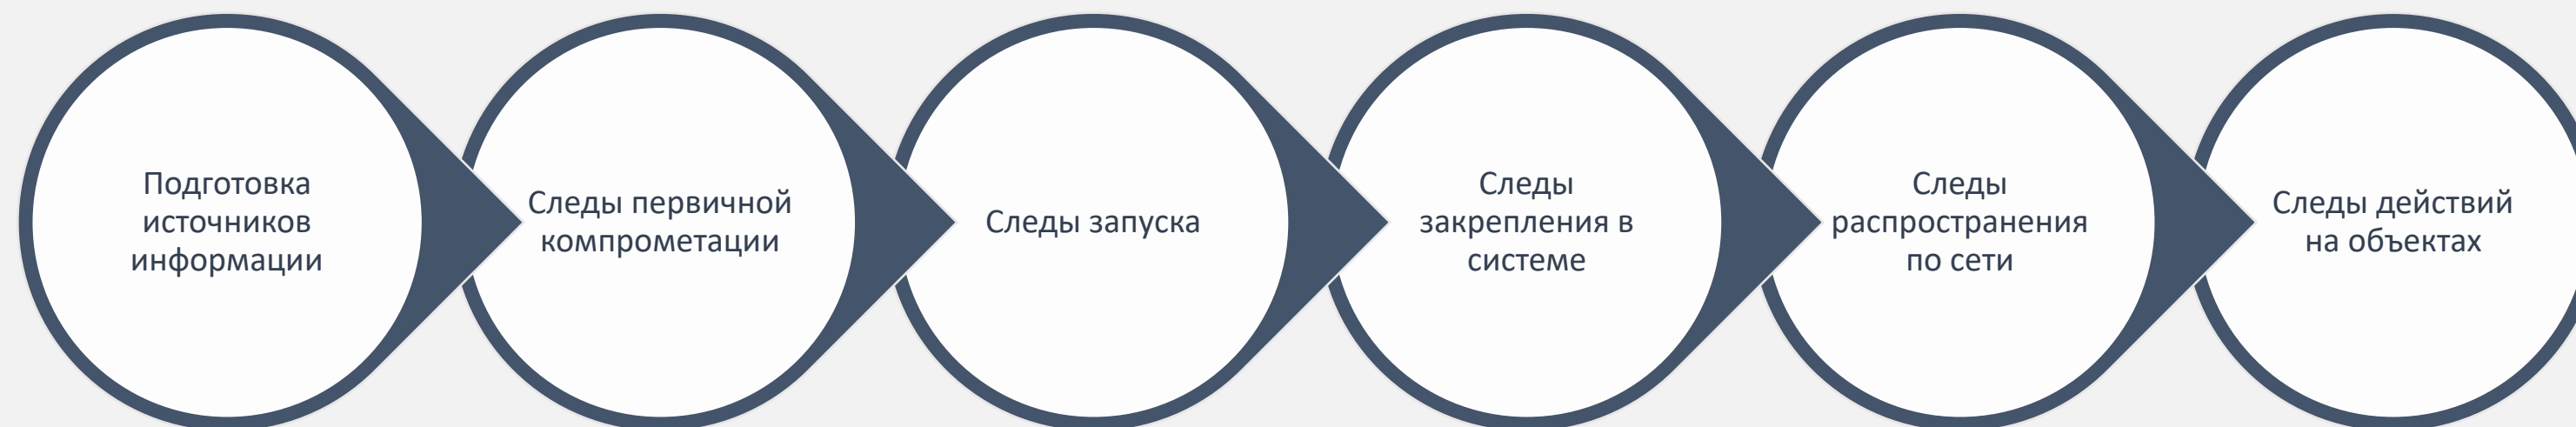 Подготовка
источников
информации
Следы первичной
компрометации
Следы запуска
Следы
закрепления в
системе
Следы
распространения
по сети
Следы действий
на объектах